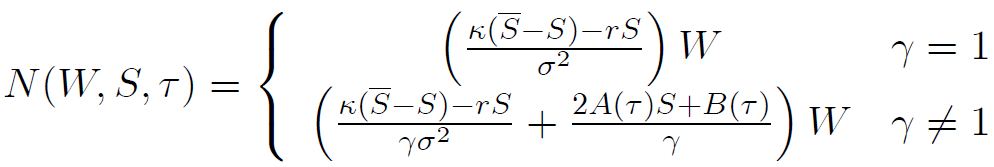 N(W, S, τ) = { ( (κ(S̅−S)−rS) / σ² ) W    γ = 1
( (κ(S̅−S)−rS) / γσ² + (2A(τ)S+B(τ)) / γ ) W    γ ≠ 1